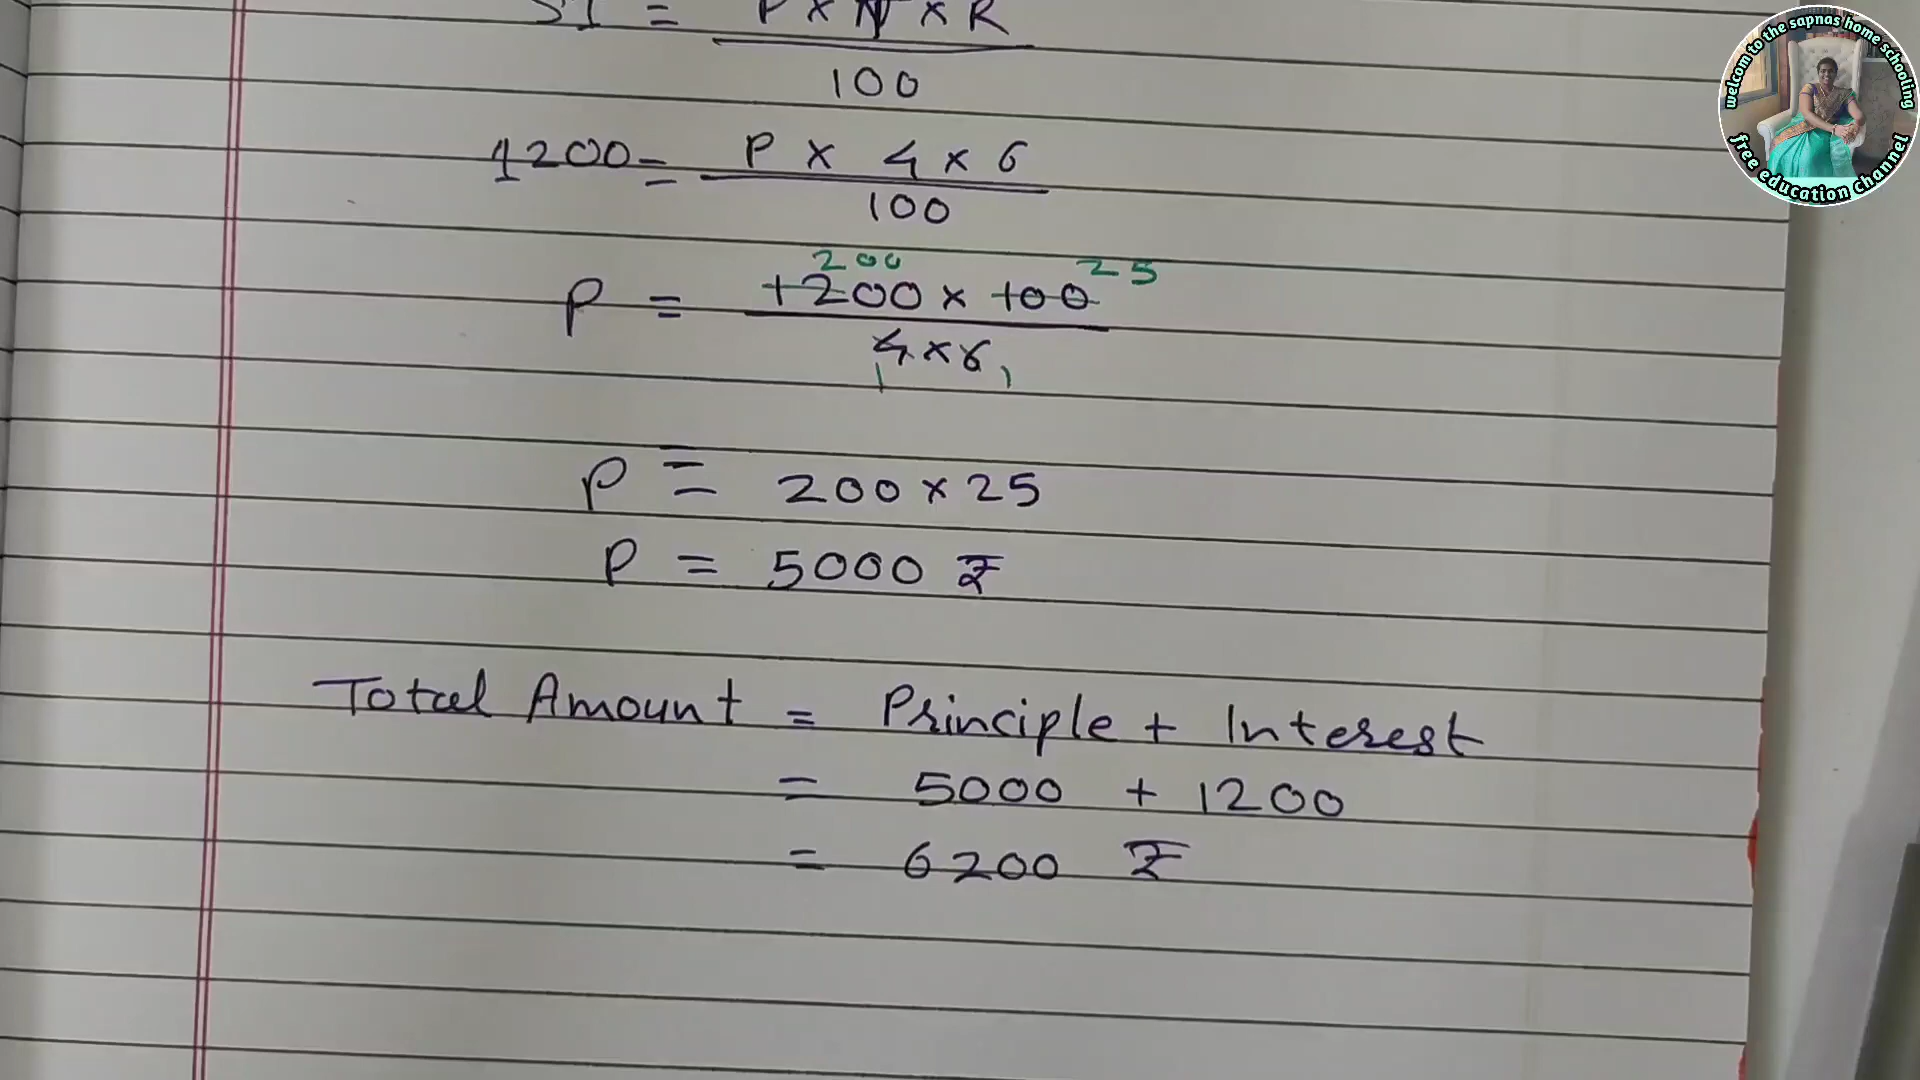 SI = P x N x R
100
1200 = P x 4 x 6
100
200 25
P = 1200 x 100
4 x 6
1 1
P = 200 x 25
P = 5000 ₹
Total Amount = Principle + Interest
= 5000 + 1200
= 6200 ₹
welcom to the sapnas home schooling
free education channel